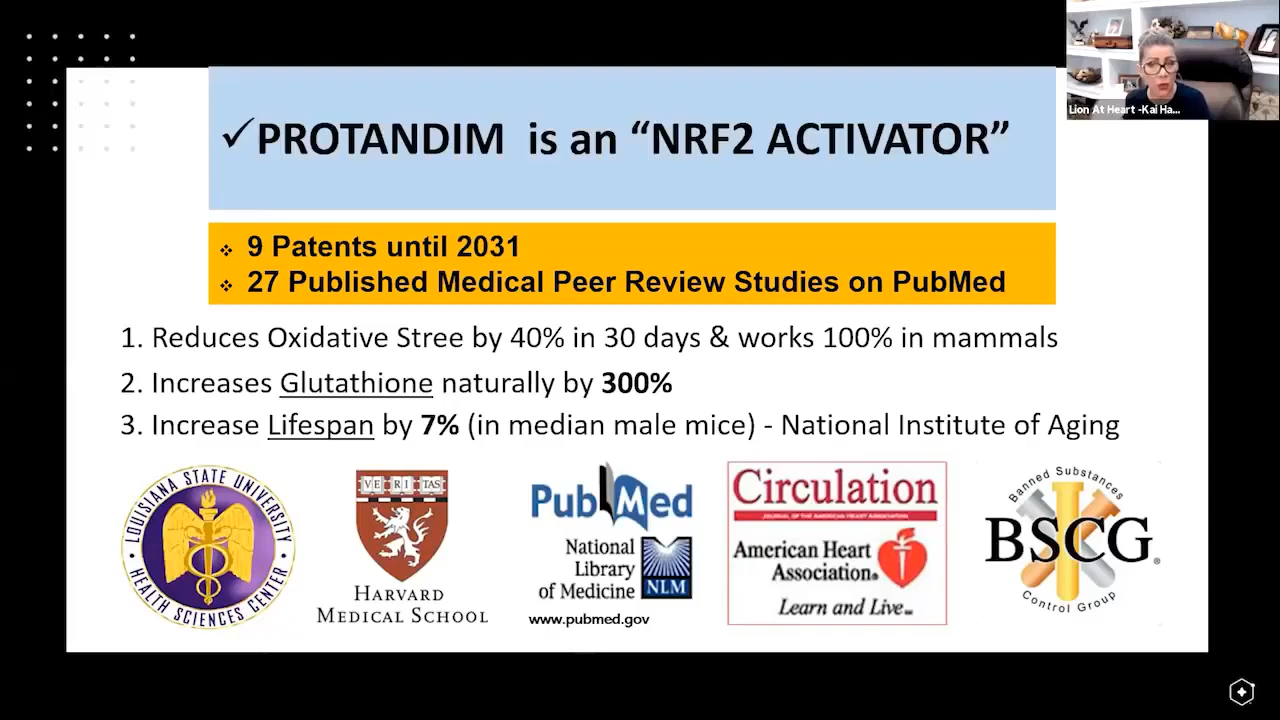 ✓PROTANDIM is an “NRF2 ACTIVATOR”
Lion At Heart -Kai Ha...
❖ 9 Patents until 2031
❖ 27 Published Medical Peer Review Studies on PubMed
1. Reduces Oxidative Stree by 40% in 30 days & works 100% in mammals
2. Increases Glutathione naturally by 300%
3. Increase Lifespan by 7% (in median male mice) - National Institute of Aging
LOUISIANA STATE UNIVERSITY
HEALTH SCIENCES CENTER
VE RI TAS
HARVARD
MEDICAL SCHOOL
PubMed
National
Library
of Medicine
NLM
www.pubmed.gov
Circulation
JOURNAL OF THE AMERICAN HEART ASSOCIATION
American Heart
Association®
Learn and Live℠
Banned Substances
BSCG®
Control Group